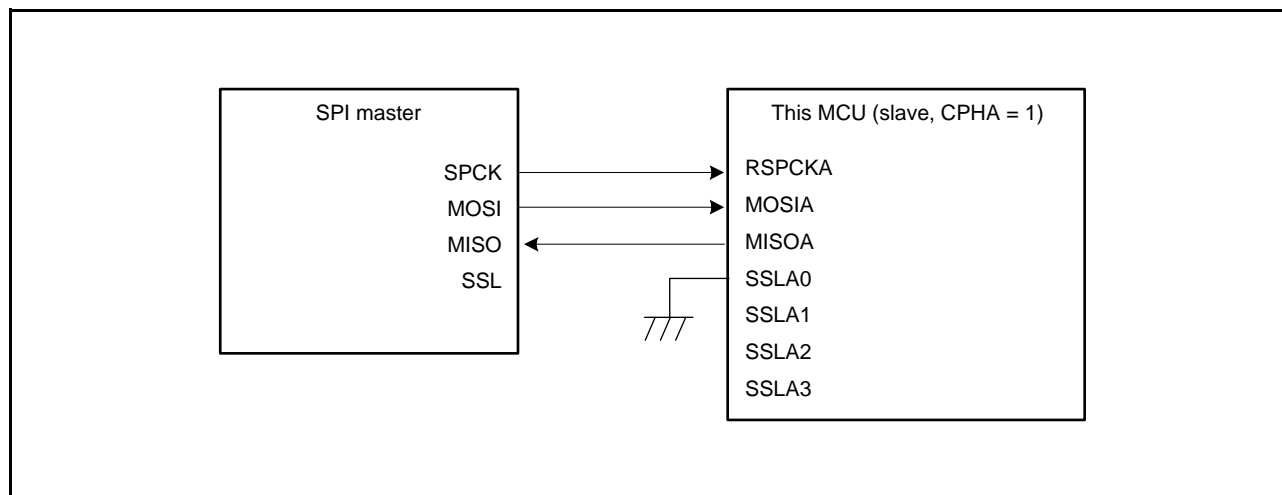 SPI master
SPCK
MOSI
MISO
SSL
This MCU (slave, CPHA = 1)
RSPCKA
MOSIA
MISOA
SSLA0
SSLA1
SSLA2
SSLA3